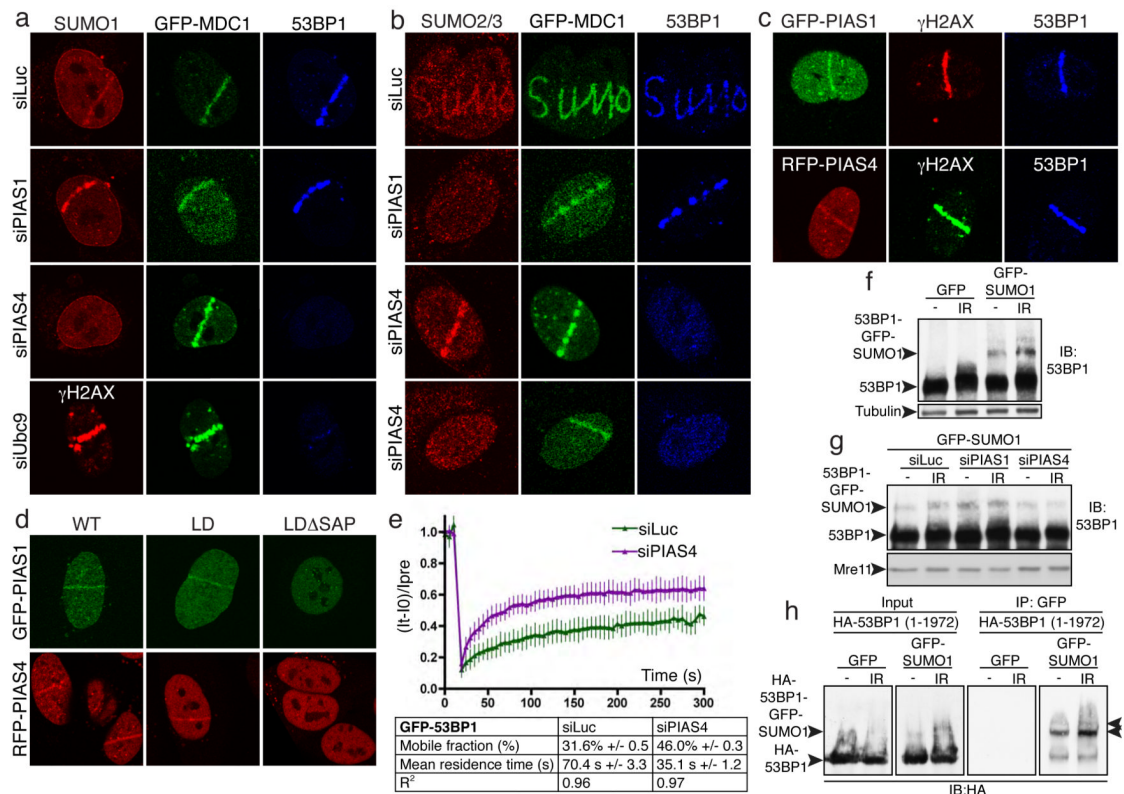 a
SUMO1 GFP-MDC1 53BP1
siLuc
siPIAS1
siPIAS4
γH2AX
siUbc9
b
SUMO2/3 GFP-MDC1 53BP1
siLuc
SUMO
siPIAS1
siPIAS4
siPIAS4
c
GFP-PIAS1 γH2AX 53BP1
RFP-PIAS4 γH2AX 53BP1
d
WT LD LDΔSAP
GFP-PIAS1
RFP-PIAS4
e
(It-I0)/Ipre
1.0
0.8
0.6
0.4
0.2
0.0
0 50 100 150 200 250 300
Time (s)
siLuc
siPIAS4
GFP-53BP1 siLuc siPIAS4
Mobile fraction (%) 31.6% +/- 0.5 46.0% +/- 0.3
Mean residence time (s) 70.4 s +/- 3.3 35.1 s +/- 1.2
R2 0.96 0.97
f
GFP GFP-SUMO1
- IR - IR
53BP1-GFP-SUMO1
53BP1
Tubulin
IB: 53BP1
g
GFP-SUMO1
siLuc siPIAS1 siPIAS4
- IR - IR - IR
53BP1-GFP-SUMO1
53BP1
Mre11
IB: 53BP1
h
Input IP: GFP
HA-53BP1 (1-1972) HA-53BP1 (1-1972)
GFP GFP-SUMO1 GFP GFP-SUMO1
- IR - IR - IR - IR
HA-53BP1-GFP-SUMO1
HA-53BP1
IB:HA